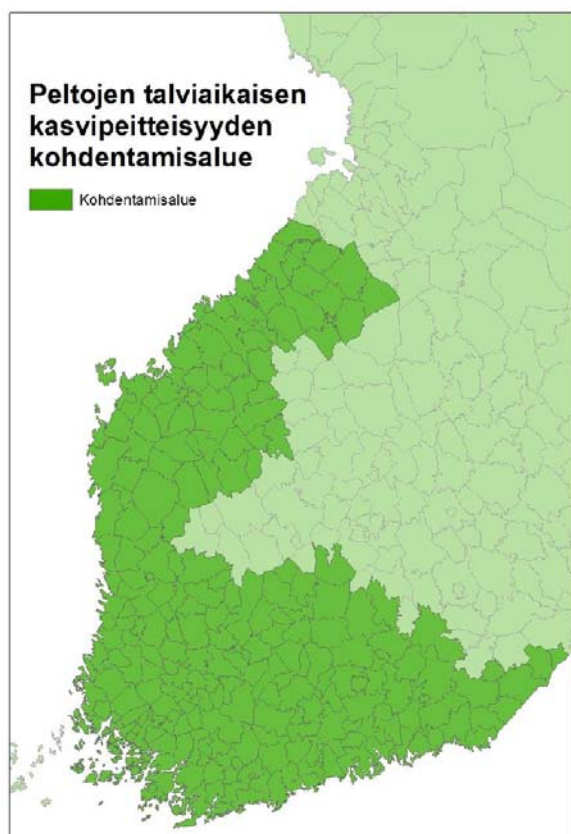 Peltojen talviaikaisen
kasvipeitteisyyden
kohdentamisalue
Kohdentamisalue